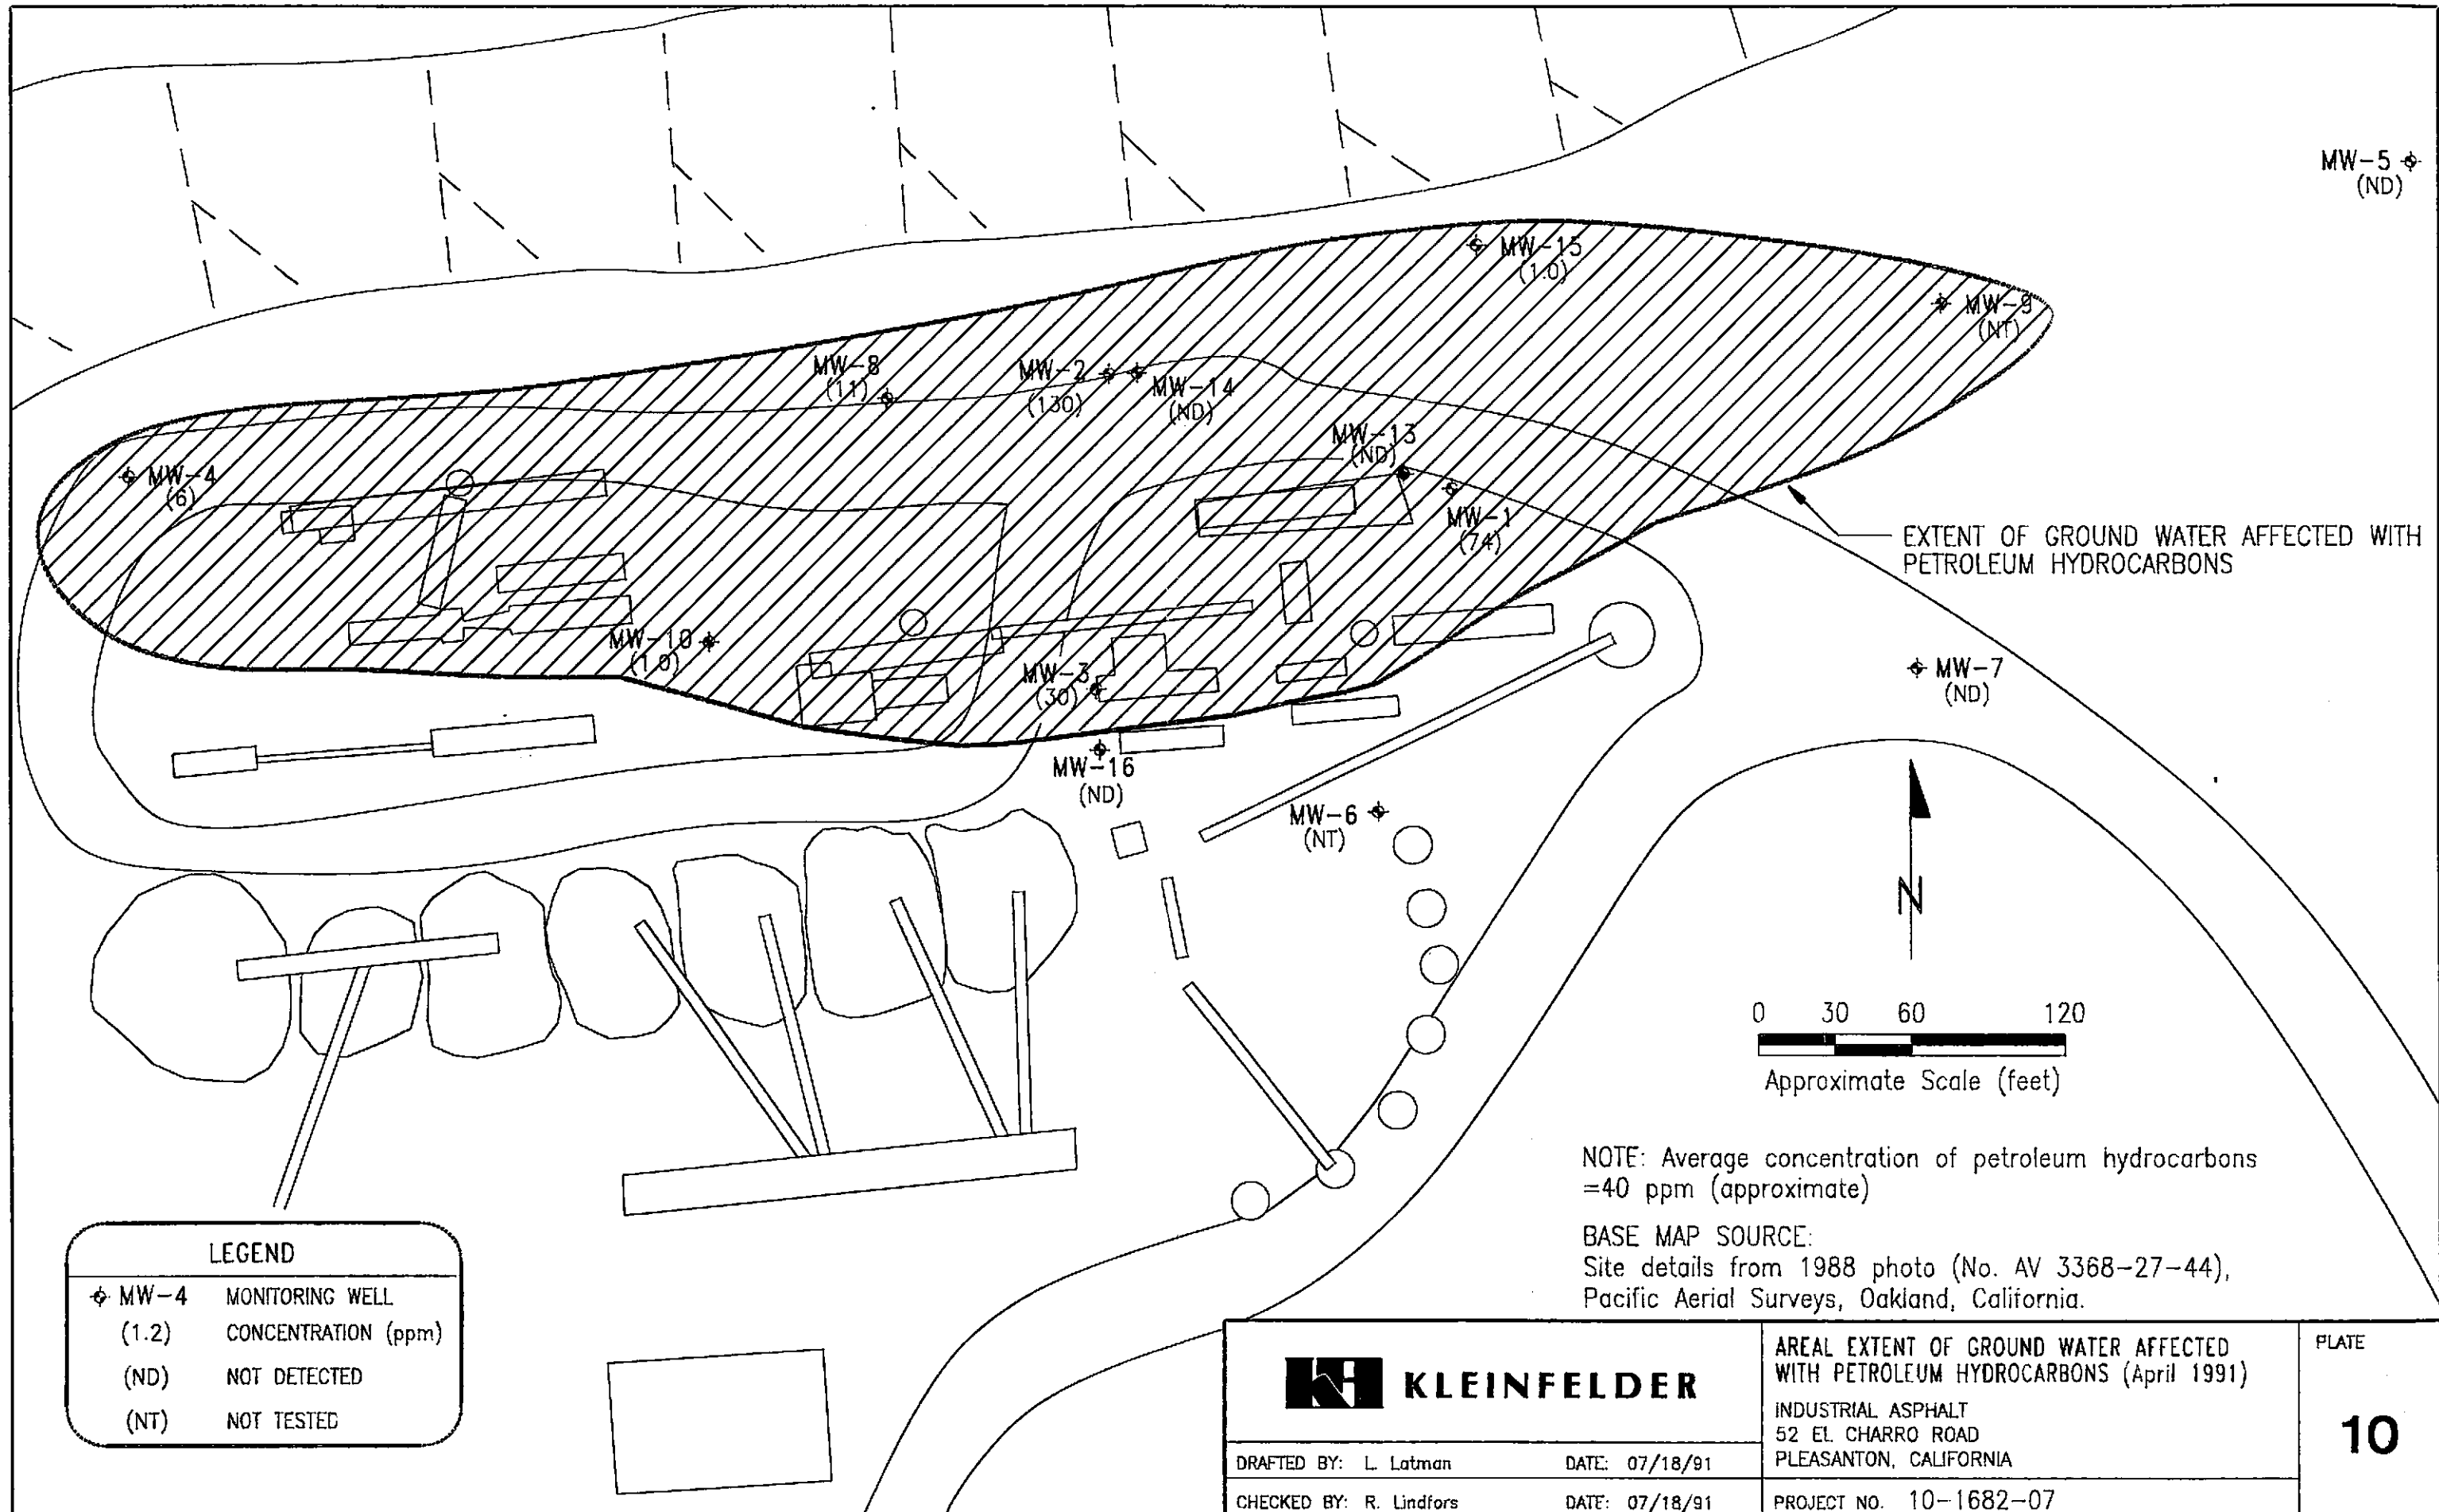 MW-5
(ND)
MW-15
(1.0)
MW-9
(NT)
MW-8
(11)
MW-2
(130)
MW-14
(ND)
MW-13
(ND)
MW-4
(6)
MW-1
(74)
EXTENT OF GROUND WATER AFFECTED WITH
PETROLEUM HYDROCARBONS
MW-10
(1.0)
MW-3
(30)
MW-7
(ND)
MW-16
(ND)
MW-6
(NT)
N
0 30 60 120
Approximate Scale (feet)
NOTE: Average concentration of petroleum hydrocarbons
=40 ppm (approximate)
BASE MAP SOURCE:
Site details from 1988 photo (No. AV 3368-27-44),
Pacific Aerial Surveys, Oakland, California.
LEGEND
MW-4 MONITORING WELL
(1.2) CONCENTRATION (ppm)
(ND) NOT DETECTED
(NT) NOT TESTED
KLEINFELDER
DRAFTED BY: L. Latman DATE: 07/18/91
CHECKED BY: R. Lindfors DATE: 07/18/91
AREAL EXTENT OF GROUND WATER AFFECTED
WITH PETROLEUM HYDROCARBONS (April 1991)
INDUSTRIAL ASPHALT
52 EL CHARRO ROAD
PLEASANTON, CALIFORNIA
PROJECT NO. 10-1682-07
PLATE
10